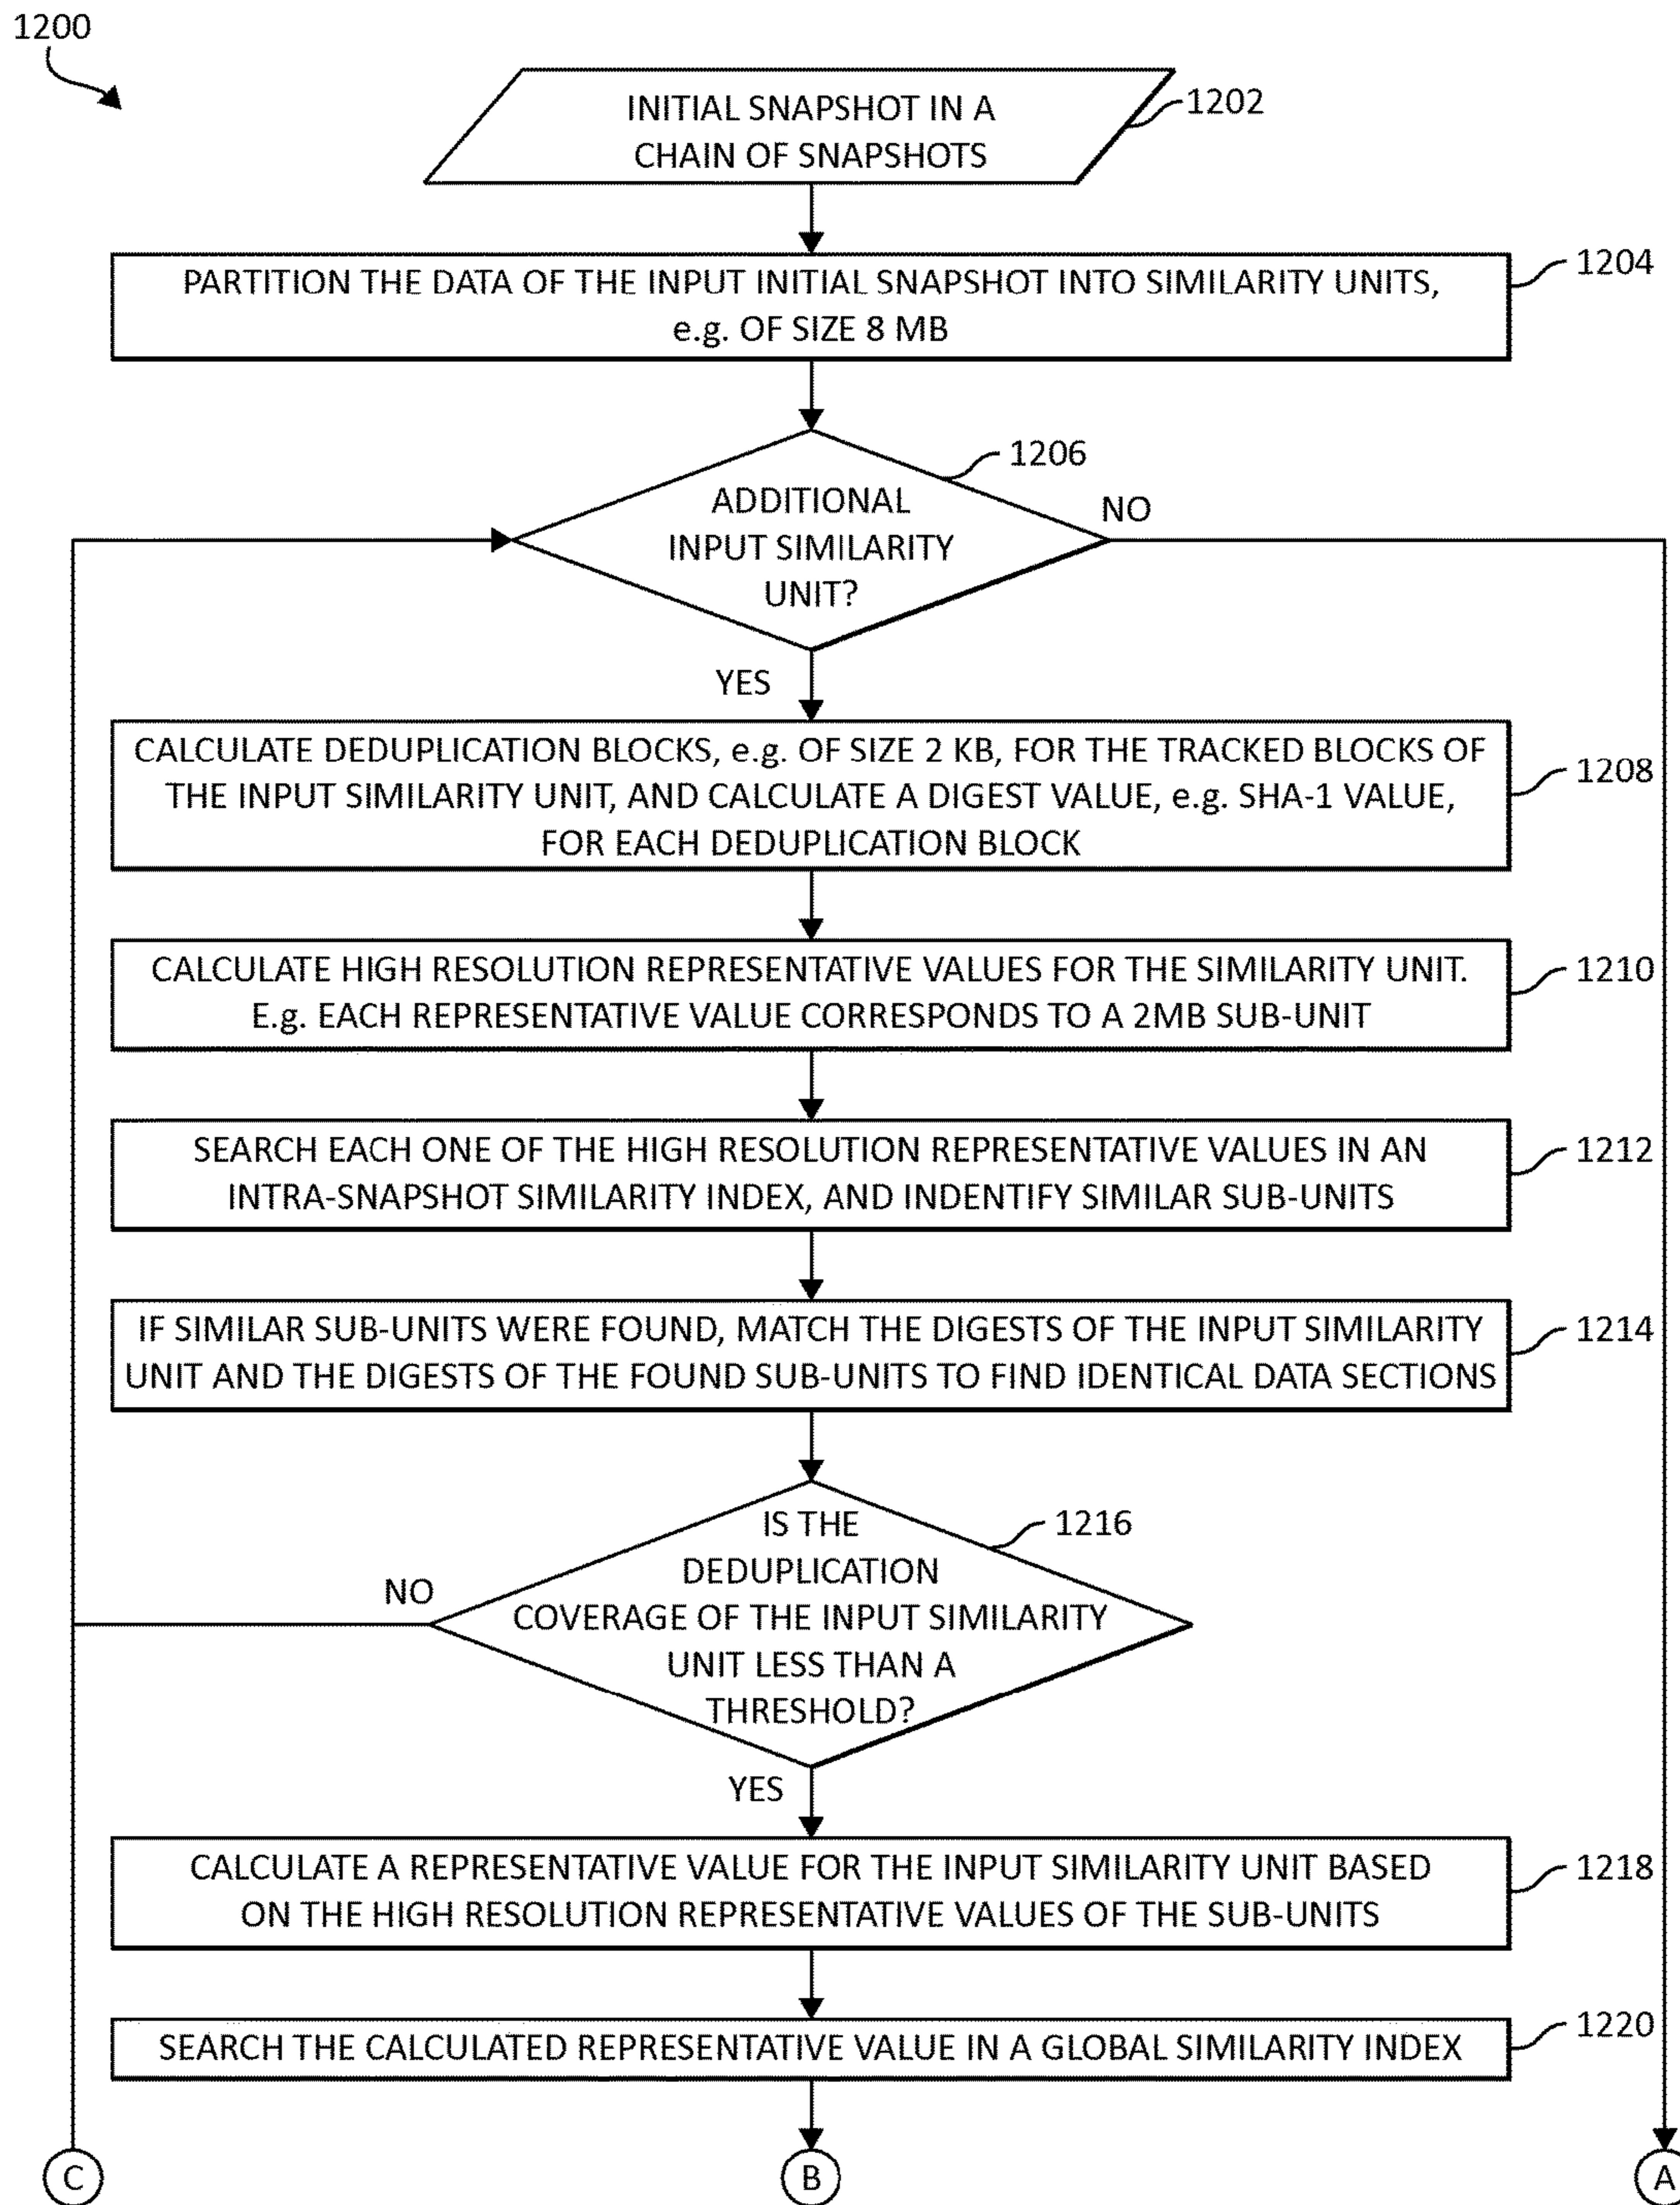 1200
INITIAL SNAPSHOT IN A
CHAIN OF SNAPSHOTS
1202
PARTITION THE DATA OF THE INPUT INITIAL SNAPSHOT INTO SIMILARITY UNITS,
e.g. OF SIZE 8 MB
1204
ADDITIONAL
INPUT SIMILARITY
UNIT?
1206
NO
YES
CALCULATE DEDUPLICATION BLOCKS, e.g. OF SIZE 2 KB, FOR THE TRACKED BLOCKS OF
THE INPUT SIMILARITY UNIT, AND CALCULATE A DIGEST VALUE, e.g. SHA-1 VALUE,
FOR EACH DEDUPLICATION BLOCK
1208
CALCULATE HIGH RESOLUTION REPRESENTATIVE VALUES FOR THE SIMILARITY UNIT.
E.g. EACH REPRESENTATIVE VALUE CORRESPONDS TO A 2MB SUB-UNIT
1210
SEARCH EACH ONE OF THE HIGH RESOLUTION REPRESENTATIVE VALUES IN AN
INTRA-SNAPSHOT SIMILARITY INDEX, AND INDENTIFY SIMILAR SUB-UNITS
1212
IF SIMILAR SUB-UNITS WERE FOUND, MATCH THE DIGESTS OF THE INPUT SIMILARITY
UNIT AND THE DIGESTS OF THE FOUND SUB-UNITS TO FIND IDENTICAL DATA SECTIONS
1214
IS THE
DEDUPLICATION
COVERAGE OF THE INPUT SIMILARITY
UNIT LESS THAN A
THRESHOLD?
1216
NO
YES
CALCULATE A REPRESENTATIVE VALUE FOR THE INPUT SIMILARITY UNIT BASED
ON THE HIGH RESOLUTION REPRESENTATIVE VALUES OF THE SUB-UNITS
1218
SEARCH THE CALCULATED REPRESENTATIVE VALUE IN A GLOBAL SIMILARITY INDEX
1220
C
B
A